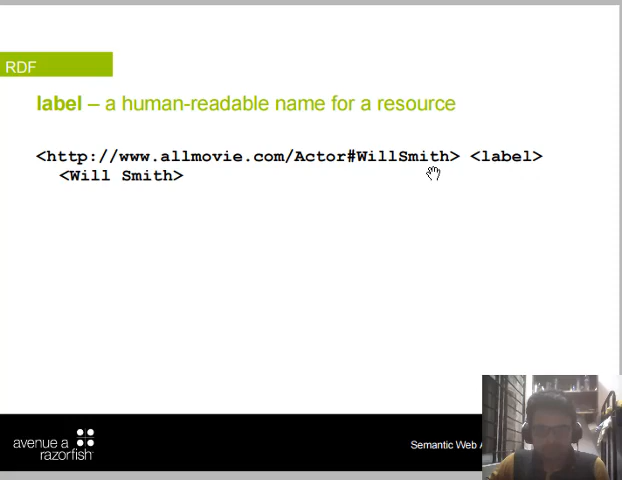 RDF
label – a human-readable name for a resource
<http://www.allmovie.com/Actor#WillSmith> <label>
<Will Smith>
avenue a
razorfish
Semantic Web